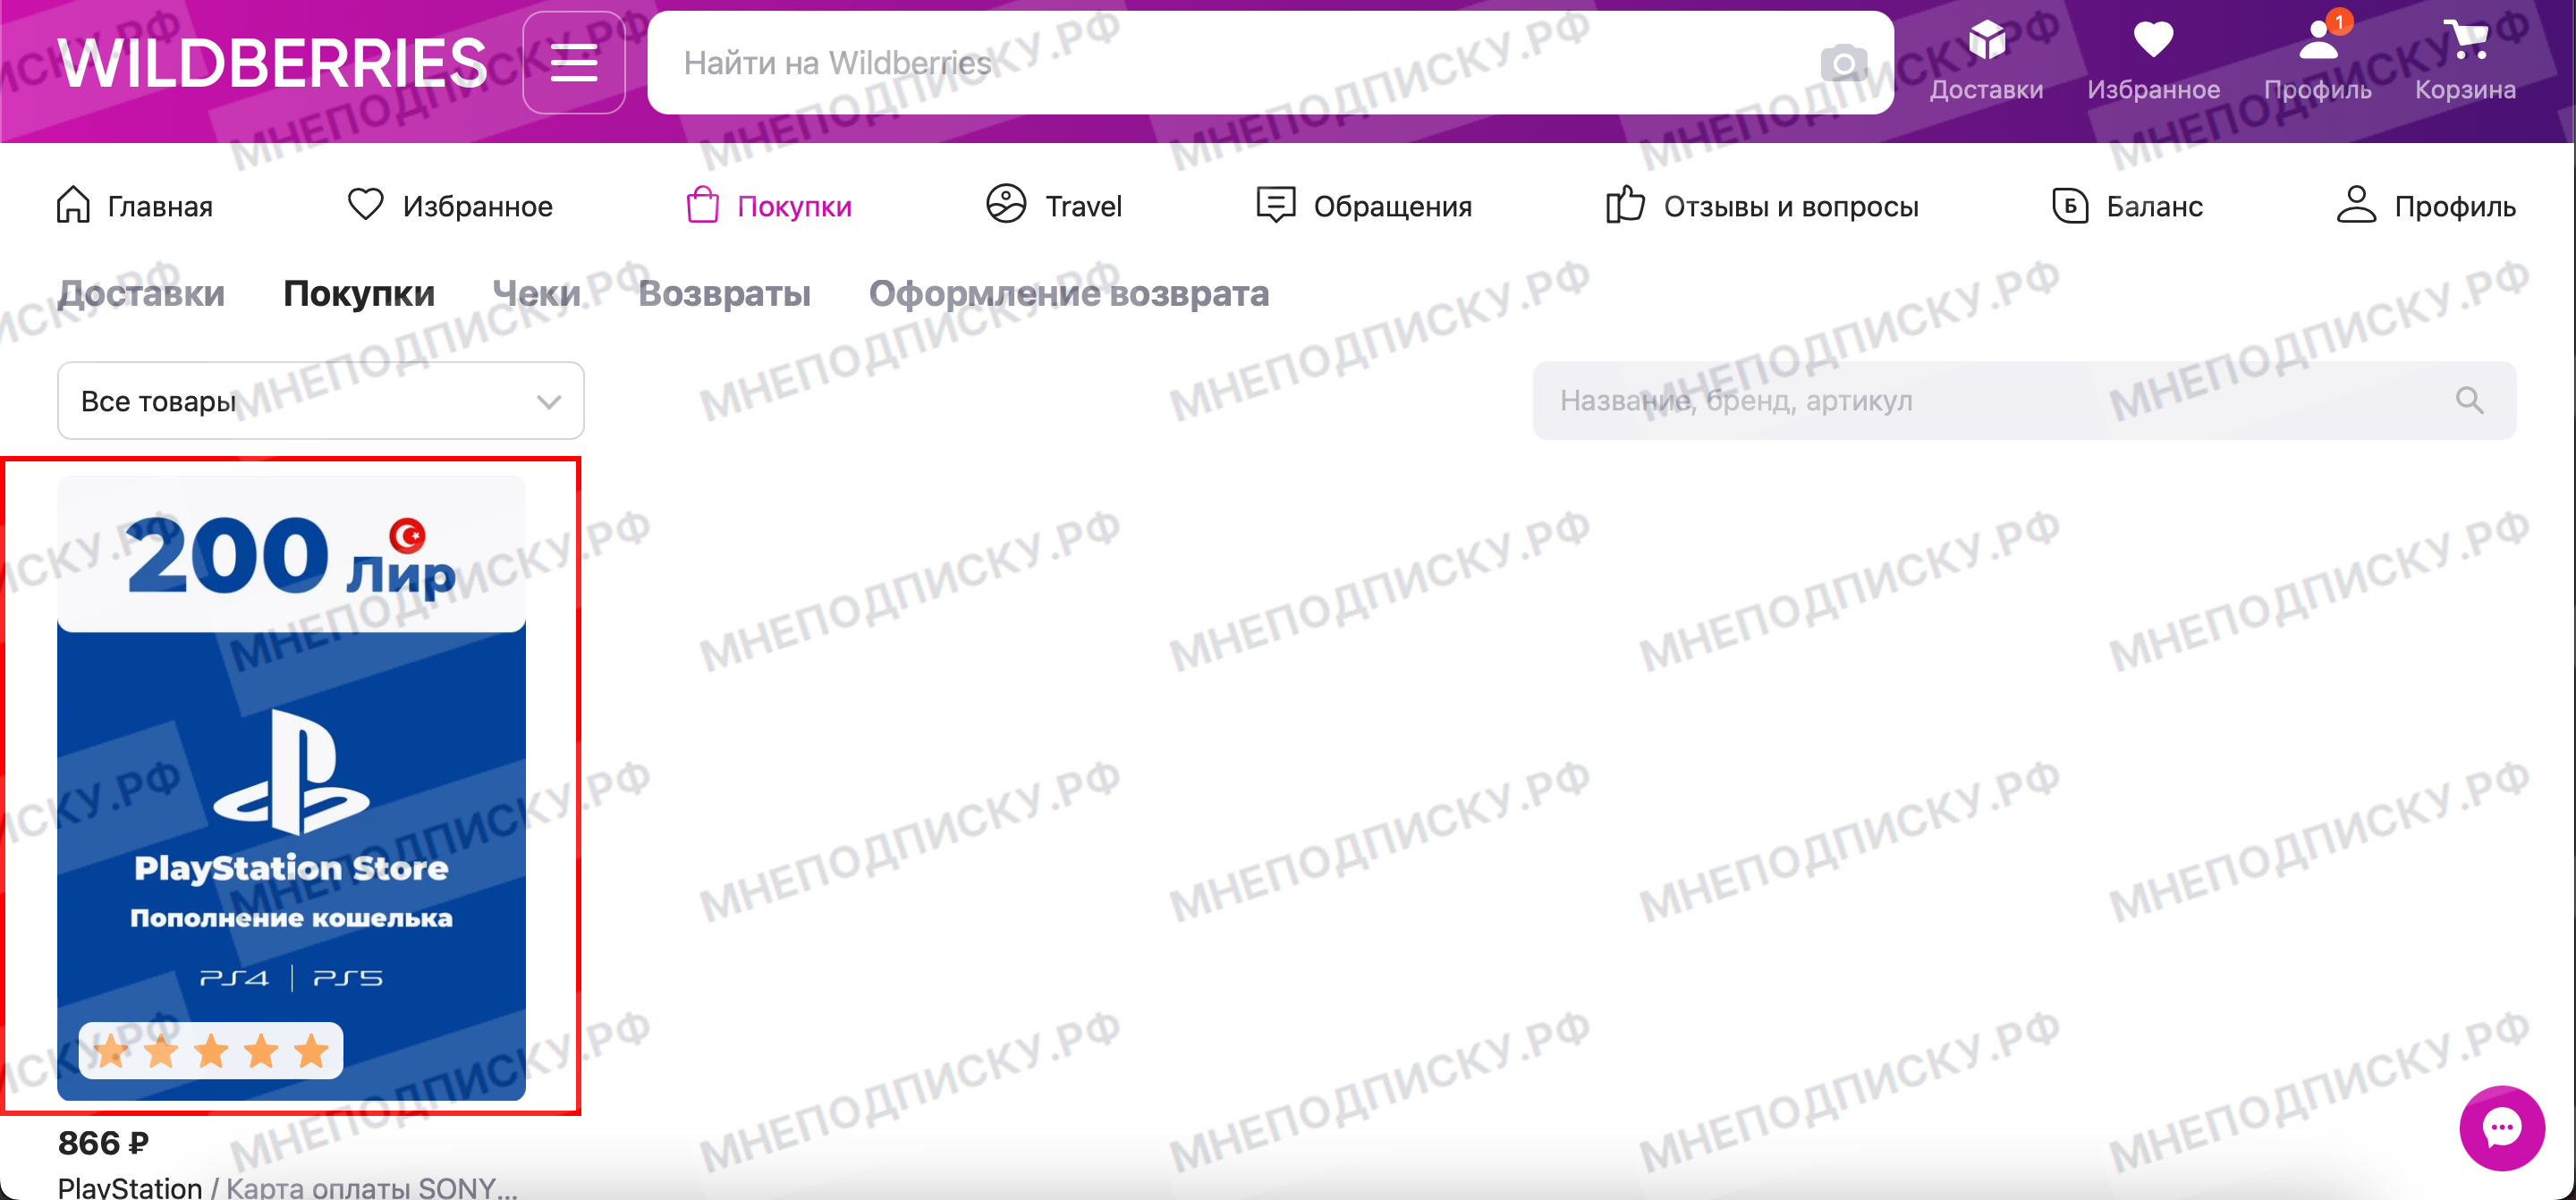 WILDBERRIES
Найти на Wildberries
Доставки Избранное Профиль 1 Корзина
Главная Избранное Покупки Travel Обращения Отзывы и вопросы Б Баланс Профиль
Доставки Покупки Чеки Возвраты Оформление возврата
Все товары
Название, бренд, артикул
200 Лир
PlayStation Store
Пополнение кошелька
PS4 | PS5
866 ₽
PlayStation / Карта оплаты SONY...
МНЕПОДПИСКУ.РФ